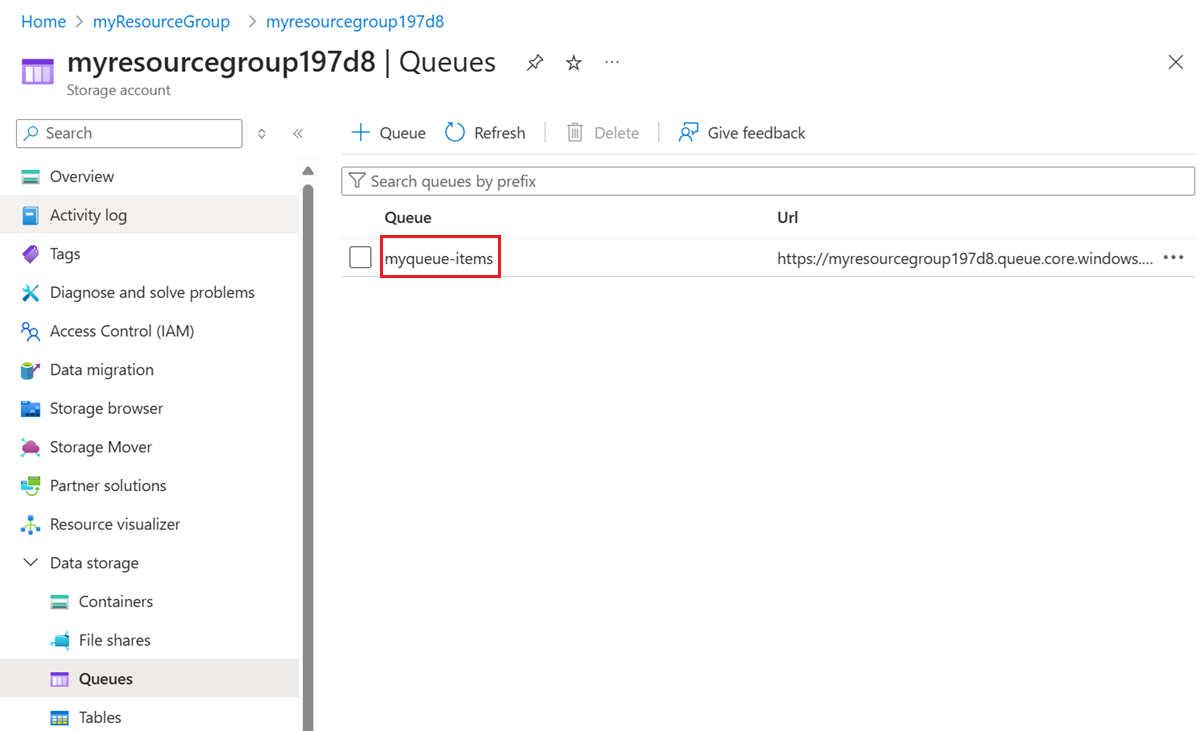 Home > myResourceGroup > myresourcegroup197d8
myresourcegroup197d8 | Queues
Storage account
Search
Overview
Activity log
Tags
Diagnose and solve problems
Access Control (IAM)
Data migration
Storage browser
Storage Mover
Partner solutions
Resource visualizer
Data storage
Containers
File shares
Queues
Tables
+ Queue Refresh Delete Give feedback
Search queues by prefix
Queue Url
myqueue-items https://myresourcegroup197d8.queue.core.windows....